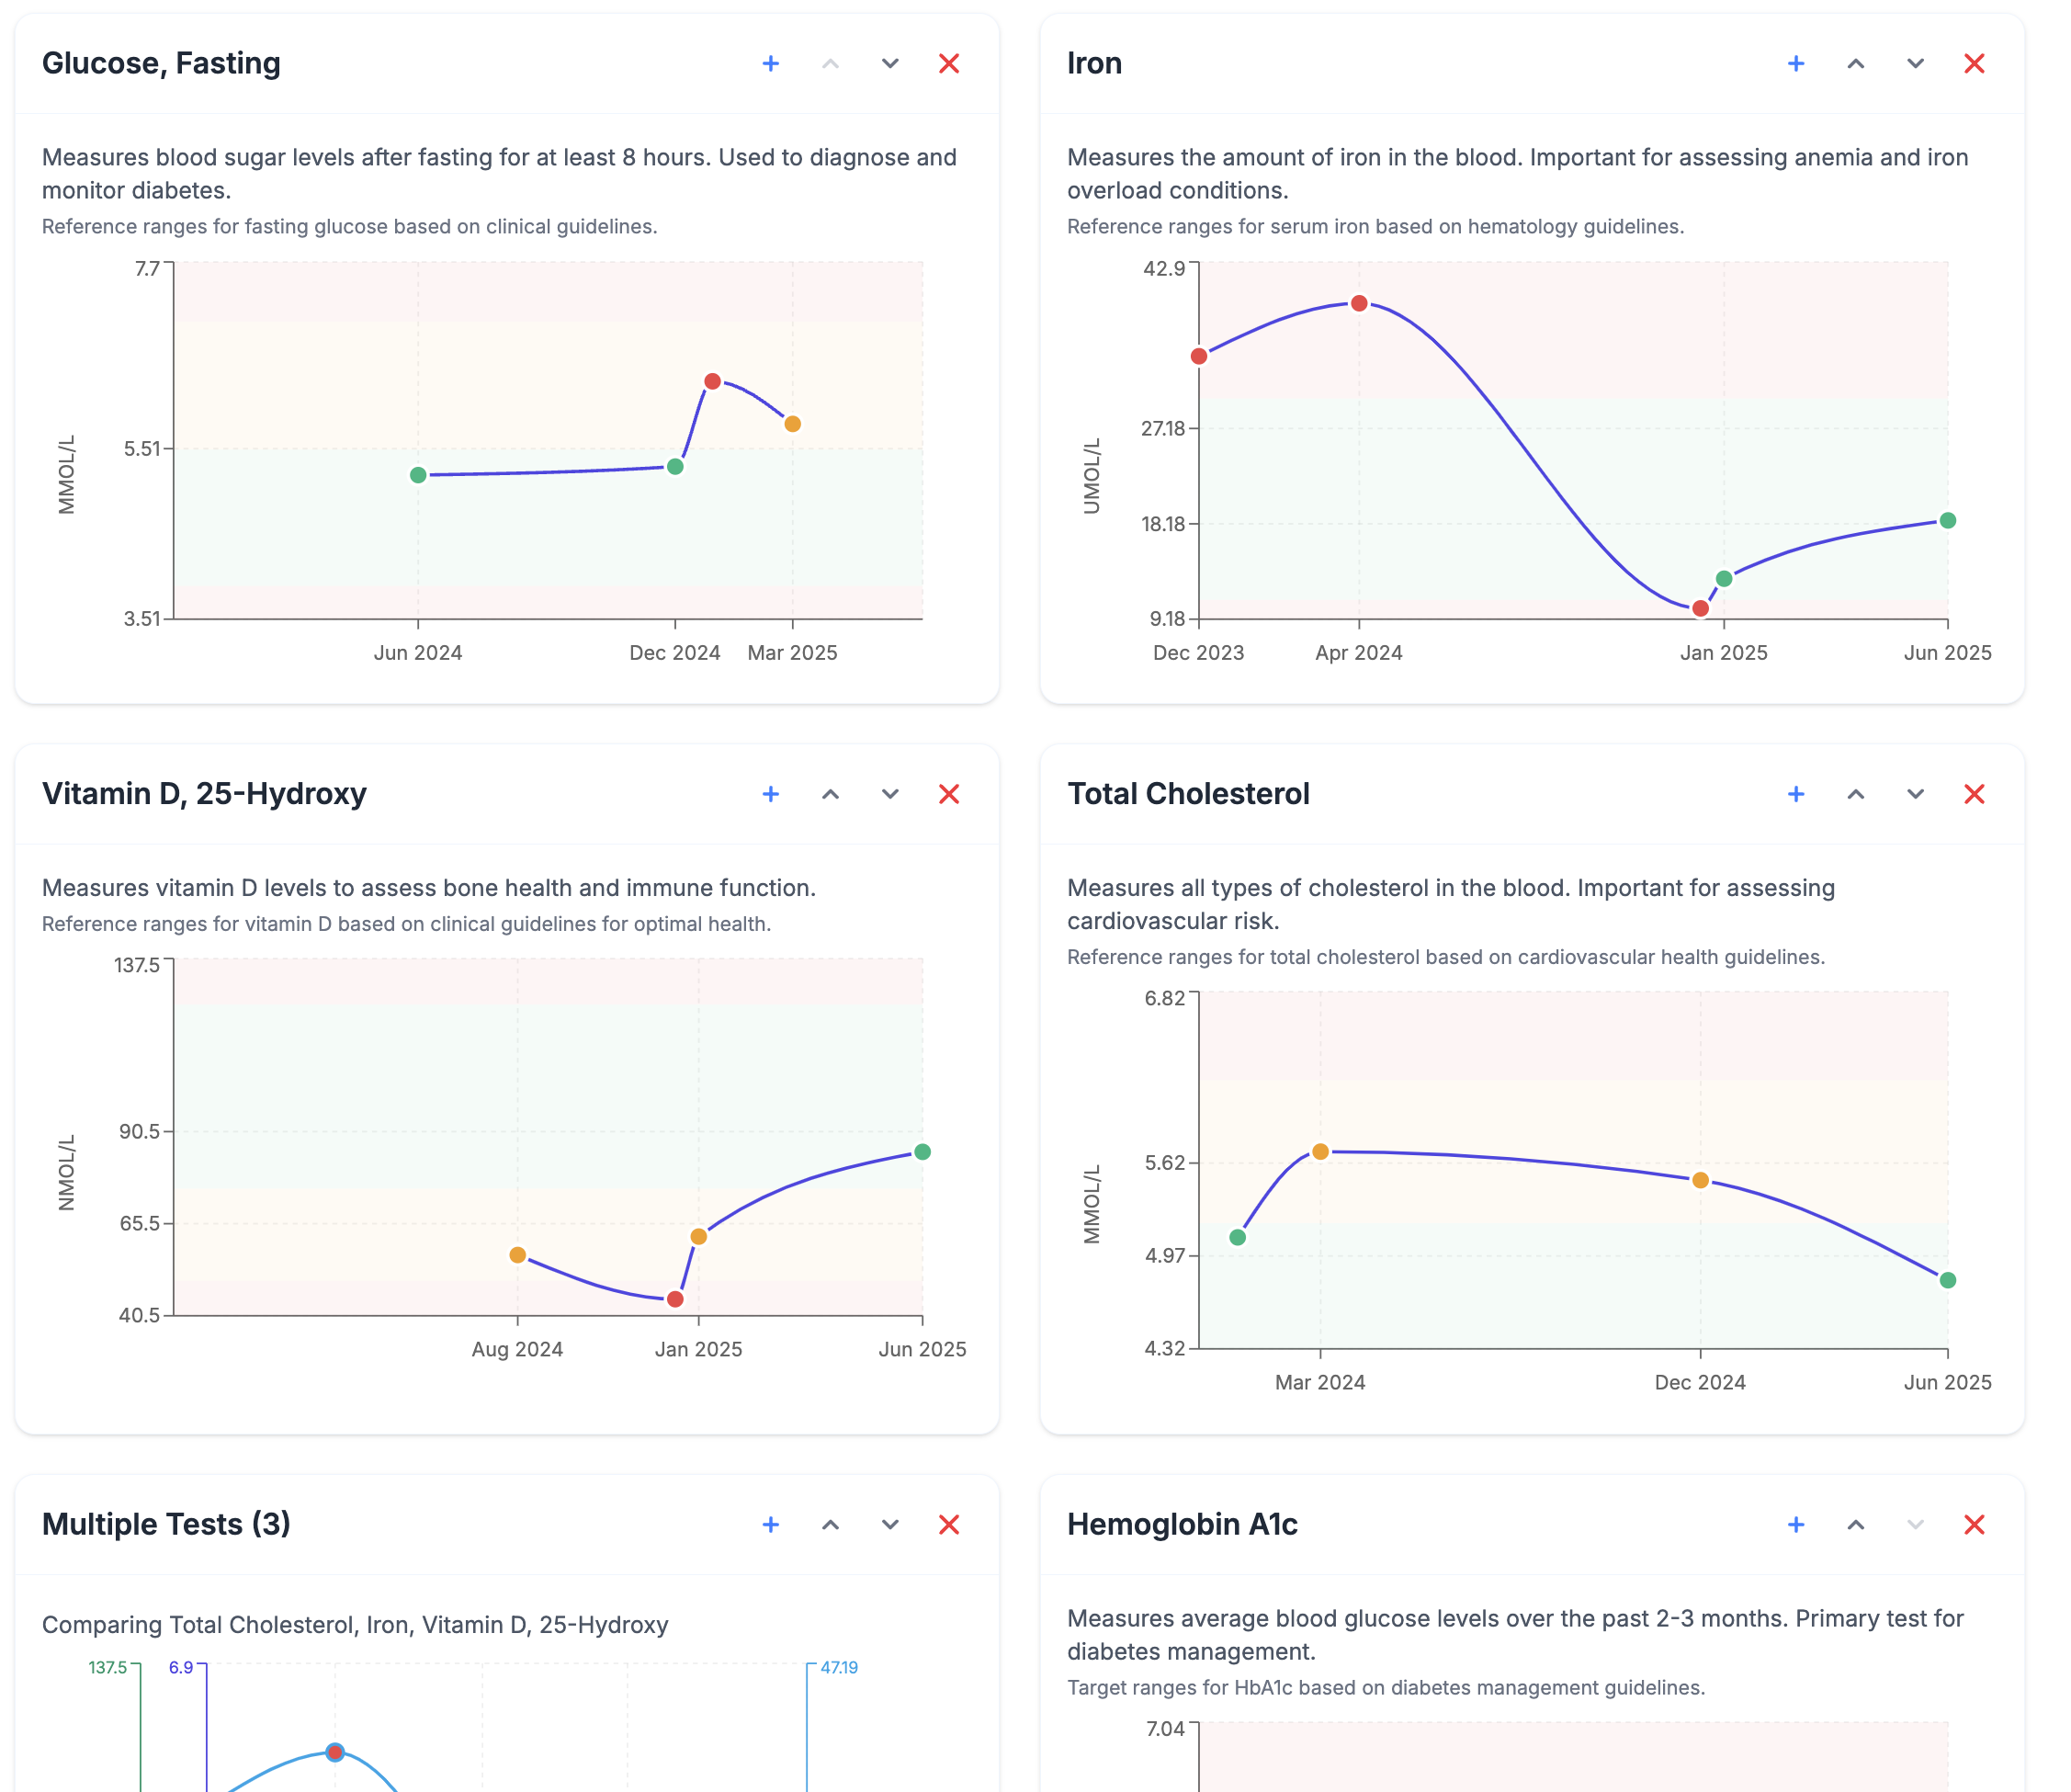 Glucose, Fasting
Measures blood sugar levels after fasting for at least 8 hours. Used to diagnose and
monitor diabetes.
Reference ranges for fasting glucose based on clinical guidelines.
7.7
5.51
3.51
MMOL/L
Jun 2024
Dec 2024
Mar 2025
Iron
Measures the amount of iron in the blood. Important for assessing anemia and iron
overload conditions.
Reference ranges for serum iron based on hematology guidelines.
42.9
27.18
18.18
9.18
UMOL/L
Dec 2023
Apr 2024
Jan 2025
Jun 2025
Vitamin D, 25-Hydroxy
Measures vitamin D levels to assess bone health and immune function.
Reference ranges for vitamin D based on clinical guidelines for optimal health.
137.5
90.5
65.5
40.5
NMOL/L
Aug 2024
Jan 2025
Jun 2025
Total Cholesterol
Measures all types of cholesterol in the blood. Important for assessing
cardiovascular risk.
Reference ranges for total cholesterol based on cardiovascular health guidelines.
6.82
5.62
4.97
4.32
MMOL/L
Mar 2024
Dec 2024
Jun 2025
Multiple Tests (3)
Comparing Total Cholesterol, Iron, Vitamin D, 25-Hydroxy
137.5
6.9
47.19
Hemoglobin A1c
Measures average blood glucose levels over the past 2-3 months. Primary test for
diabetes management.
Target ranges for HbA1c based on diabetes management guidelines.
7.04